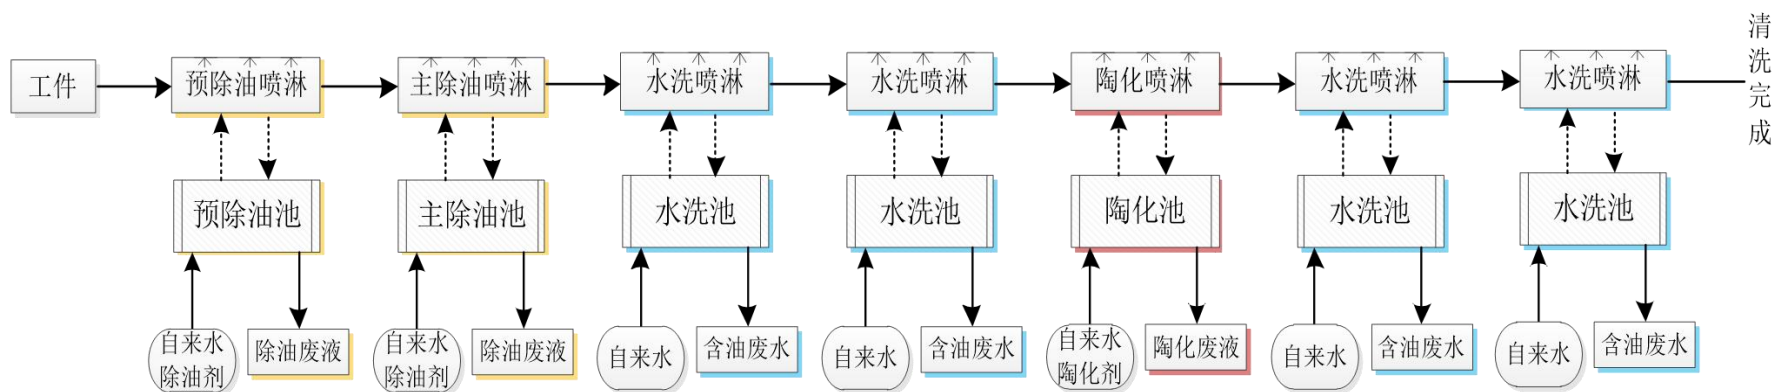 工件
预除油喷淋
主除油喷淋
水洗喷淋
水洗喷淋
陶化喷淋
水洗喷淋
水洗喷淋
清洗完成
预除油池
主除油池
水洗池
水洗池
陶化池
水洗池
水洗池
自来水
除油剂
除油废液
自来水
除油剂
除油废液
自来水
含油废水
自来水
含油废水
自来水
陶化剂
陶化废液
自来水
含油废水
自来水
含油废水